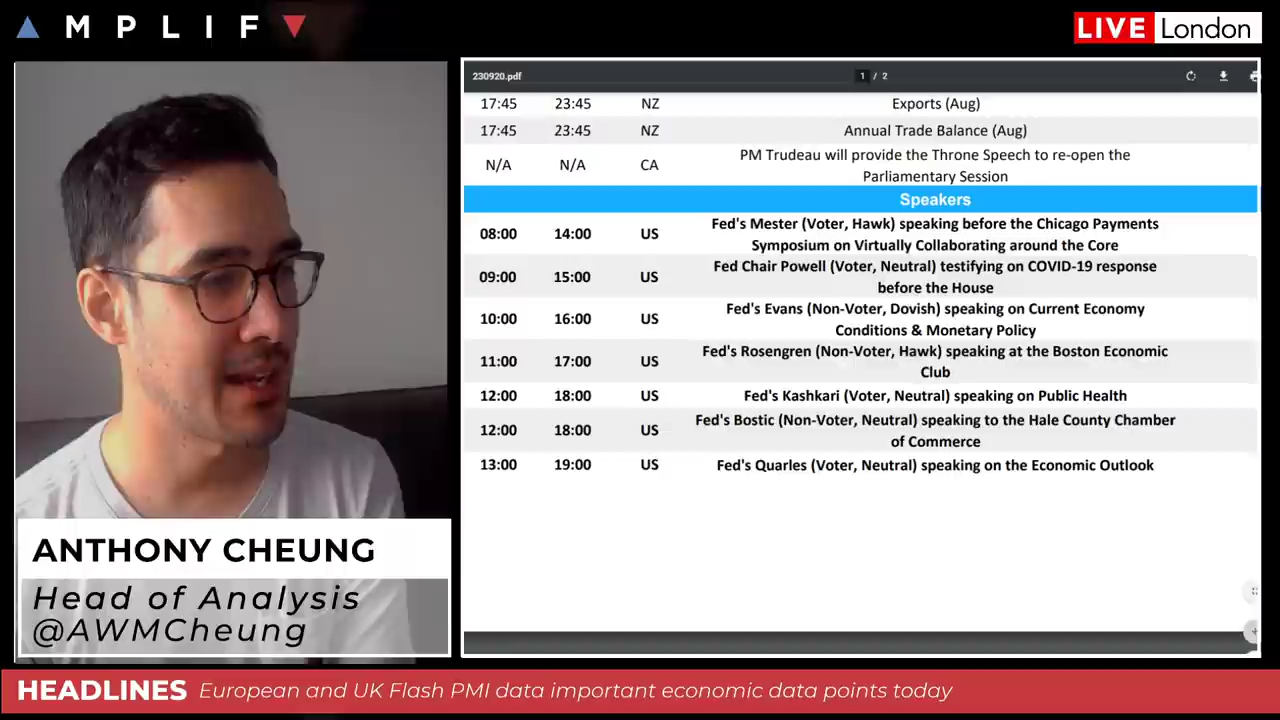 MPLIF
LIVE London
230920.pdf
1 / 2
17:45 23:45 NZ Exports (Aug)
17:45 23:45 NZ Annual Trade Balance (Aug)
N/A N/A CA PM Trudeau will provide the Throne Speech to re-open the
Parliamentary Session
Speakers
08:00 14:00 US Fed's Mester (Voter, Hawk) speaking before the Chicago Payments
Symposium on Virtually Collaborating around the Core
09:00 15:00 US Fed Chair Powell (Voter, Neutral) testifying on COVID-19 response
before the House
10:00 16:00 US Fed's Evans (Non-Voter, Dovish) speaking on Current Economy
Conditions & Monetary Policy
11:00 17:00 US Fed's Rosengren (Non-Voter, Hawk) speaking at the Boston Economic
Club
12:00 18:00 US Fed's Kashkari (Voter, Neutral) speaking on Public Health
12:00 18:00 US Fed's Bostic (Non-Voter, Neutral) speaking to the Hale County Chamber
of Commerce
13:00 19:00 US Fed's Quarles (Voter, Neutral) speaking on the Economic Outlook
ANTHONY CHEUNG
Head of Analysis
@AWMCheung
HEADLINES European and UK Flash PMI data important economic data points today